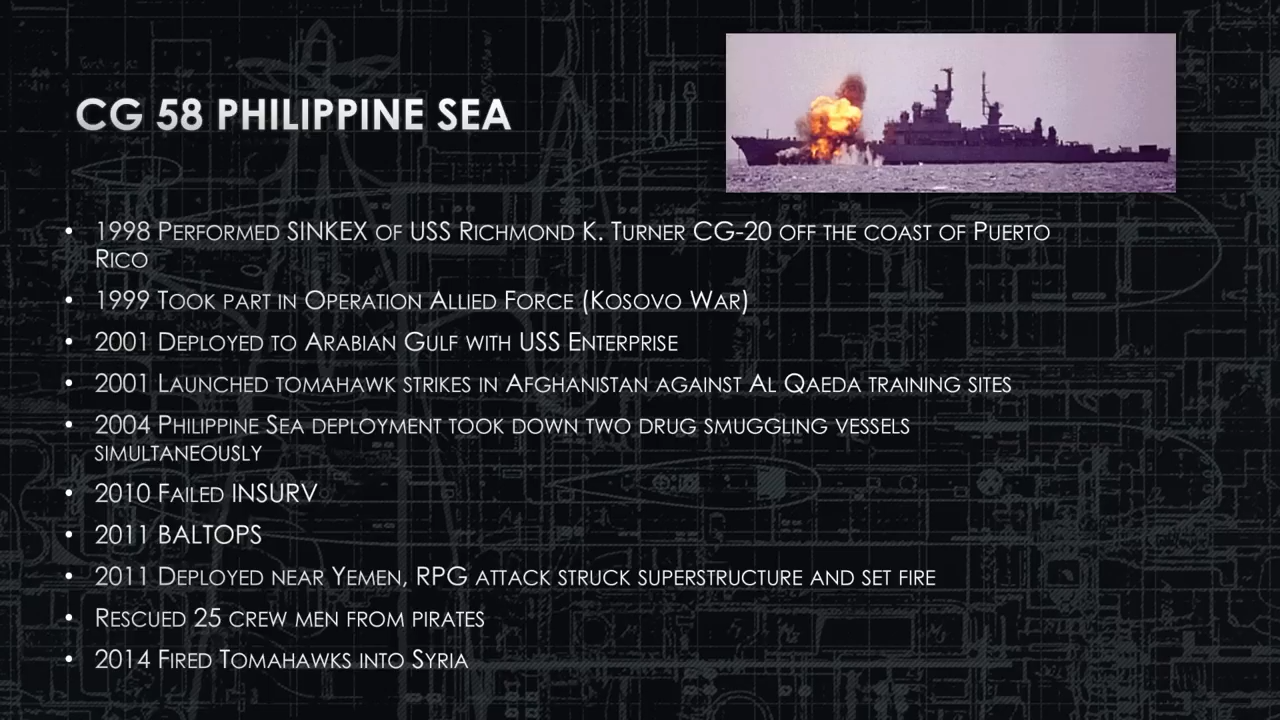 CG 58 PHILIPPINE SEA
• 1998 PERFORMED SINKEX OF USS RICHMOND K. TURNER CG-20 OFF THE COAST OF PUERTO
RICO
• 1999 TOOK PART IN OPERATION ALLIED FORCE (KOSOVO WAR)
• 2001 DEPLOYED TO ARABIAN GULF WITH USS ENTERPRISE
• 2001 LAUNCHED TOMAHAWK STRIKES IN AFGHANISTAN AGAINST AL QAEDA TRAINING SITES
• 2004 PHILIPPINE SEA DEPLOYMENT TOOK DOWN TWO DRUG SMUGGLING VESSELS
SIMULTANEOUSLY
• 2010 FAILED INSURV
• 2011 BALTOPS
• 2011 DEPLOYED NEAR YEMEN, RPG ATTACK STRUCK SUPERSTRUCTURE AND SET FIRE
• RESCUED 25 CREW MEN FROM PIRATES
• 2014 FIRED TOMAHAWKS INTO SYRIA